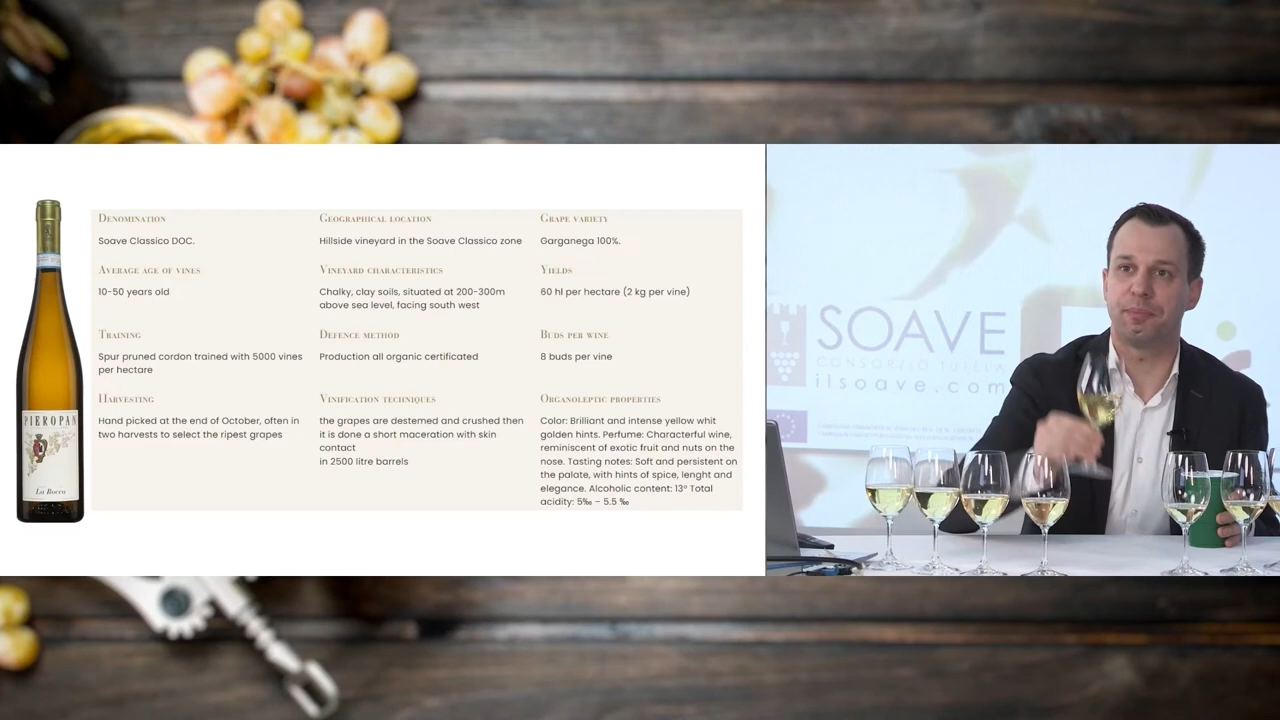 DENOMINATION
Soave Classico DOC.
GEOGRAPHICAL LOCATION
Hillside vineyard in the Soave Classico zone
GRAPE VARIETY
Garganega 100%.
AVERAGE AGE OF VINES
10-50 years old
VINEYARD CHARACTERISTICS
Chalky, clay soils, situated at 200-300m
above sea level, facing south west
YIELDS
60 hl per hectare (2 kg per vine)
TRAINING
Spur pruned cordon trained with 5000 vines
per hectare
DEFENCE METHOD
Production all organic certificated
BUDS PER WINE
8 buds per vine
HARVESTING
Hand picked at the end of October, often in
two harvests to select the ripest grapes
VINIFICATION TECHNIQUES
the grapes are destemed and crushed then
it is done a short maceration with skin
contact
in 2500 litre barrels
ORGANOLEPTIC PROPERTIES
Color: Brilliant and intense yellow whit
golden hints. Perfume: Characterful wine,
reminiscent of exotic fruit and nuts on the
nose. Tasting notes: Soft and persistent on
the palate, with hints of spice, lenght and
elegance. Alcoholic content: 13° Total
acidity: 5‰ – 5.5 ‰
PIEROPAN
La Rocca
SOAVE
CONSORZIO TUTELA
ilsoave.com